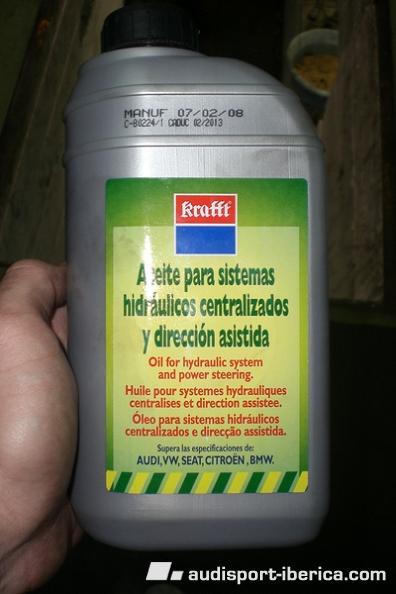 MANUF 07/02/08
C-80224/1 CADUC 02/2013
Krafft
Aceite para sistemas
hidráulicos centralizados
y dirección asistida
Oil for hydraulic system
and power steering.
Huile pour systemes hydrauliques
centralises et direction assistee.
Óleo para sistemas hidráulicos
centralizados e direcção assistida.
Supera las especificaciones de:
AUDI, VW, SEAT, CITROËN, BMW.
audisport-iberica.com